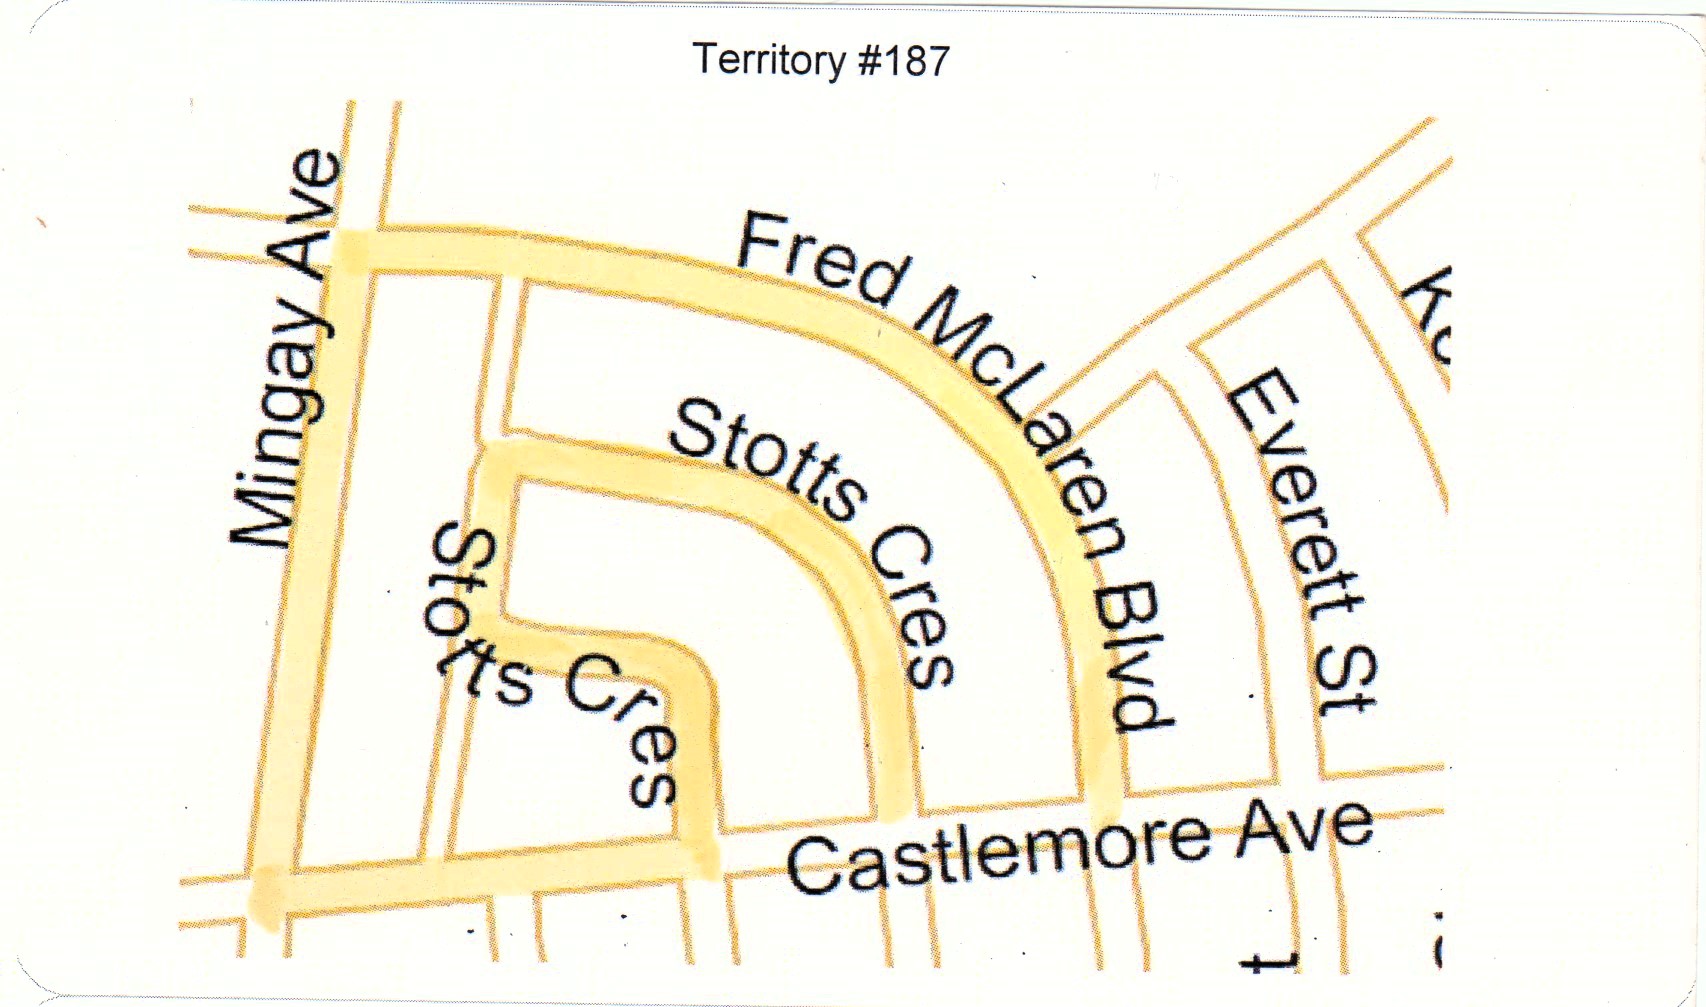 Territory #187
Mingay Ave
Fred McLaren Blvd
Stotts Cres
Everett St
Stotts Cres
Castlemore Ave